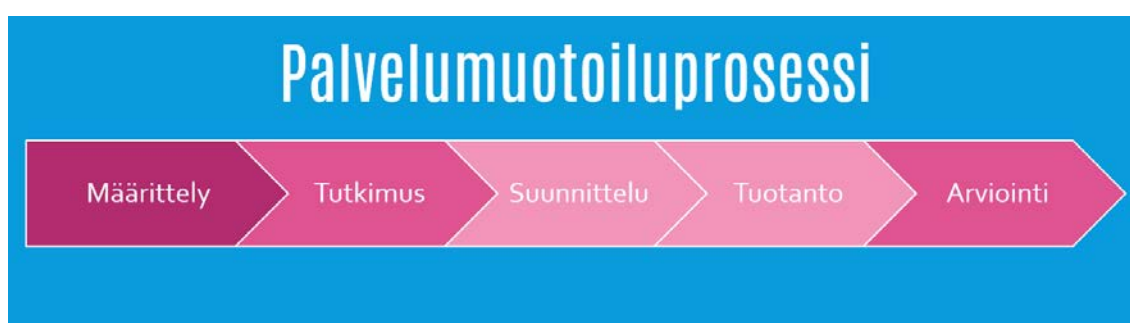 Palvelumuotoiluprosessi
Määrittely
Tutkimus
Suunnittelu
Tuotanto
Arviointi